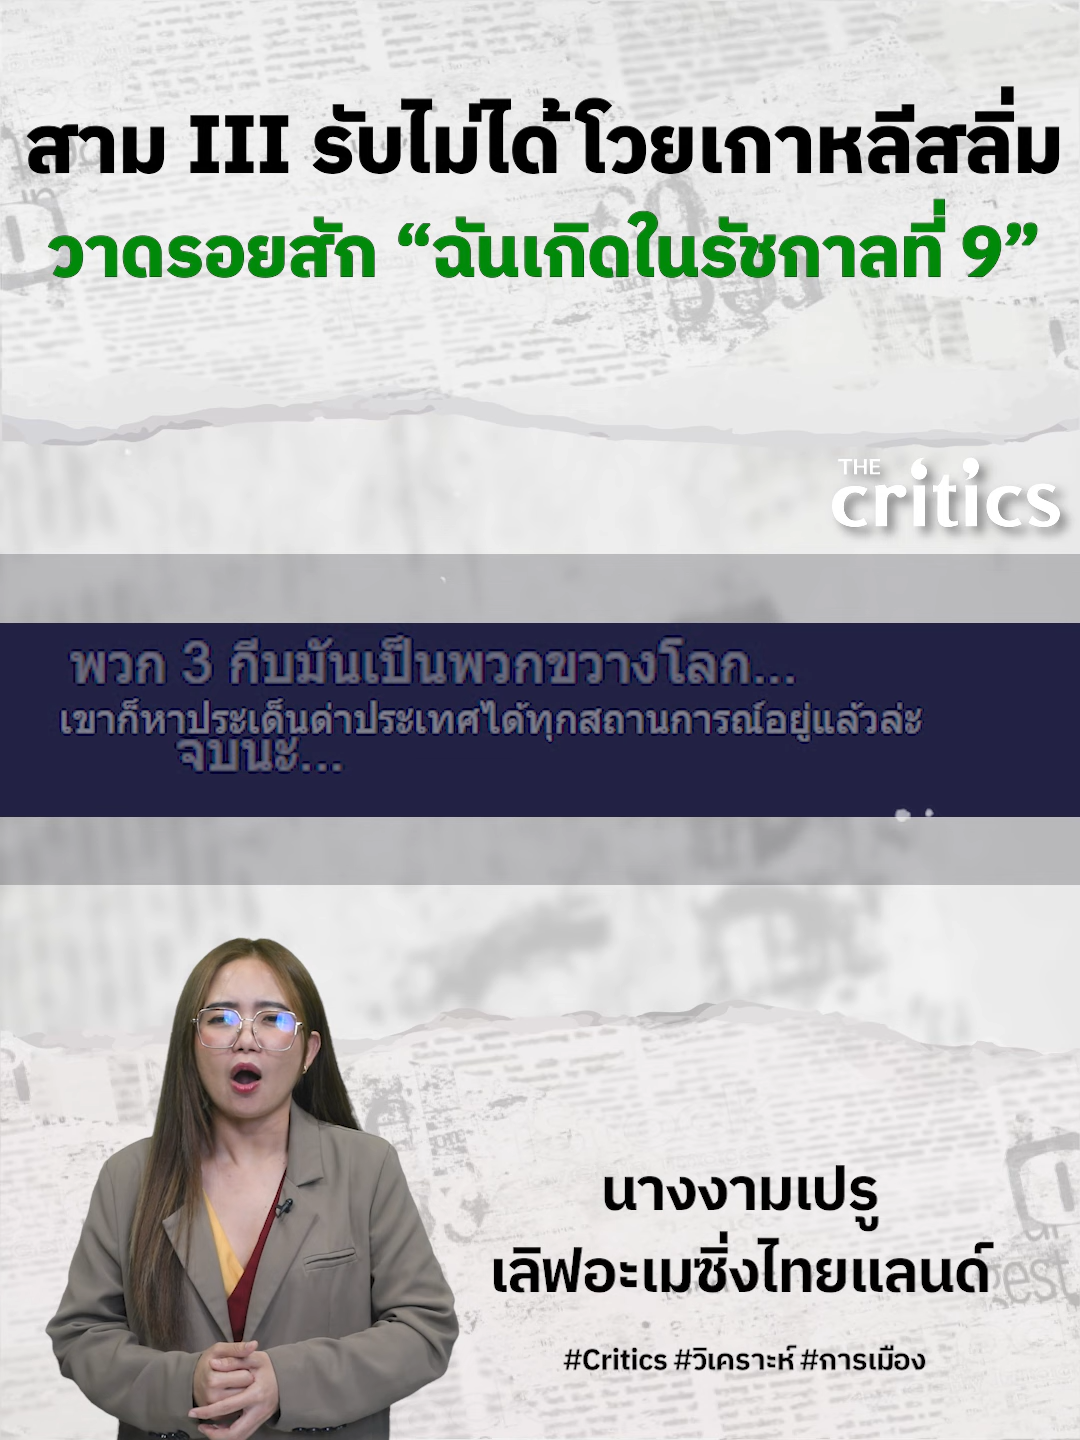 สาม III รับไม่ได้ โวยเกาหลีสลิ่ม
วาดรอยสัก “ฉันเกิดในรัชกาลที่ 9”
THE
critics
พวก 3 กีบมันเป็นพวกขวางโลก...
เขาก็หาประเด็นด่าประเทศได้ทุกสถานการณ์อยู่แล้วล่ะ
จบนะ...
นางงามเปรู
เลิฟอะเมซิ่งไทยแลนด์
#Critics #วิเคราะห์ #การเมือง